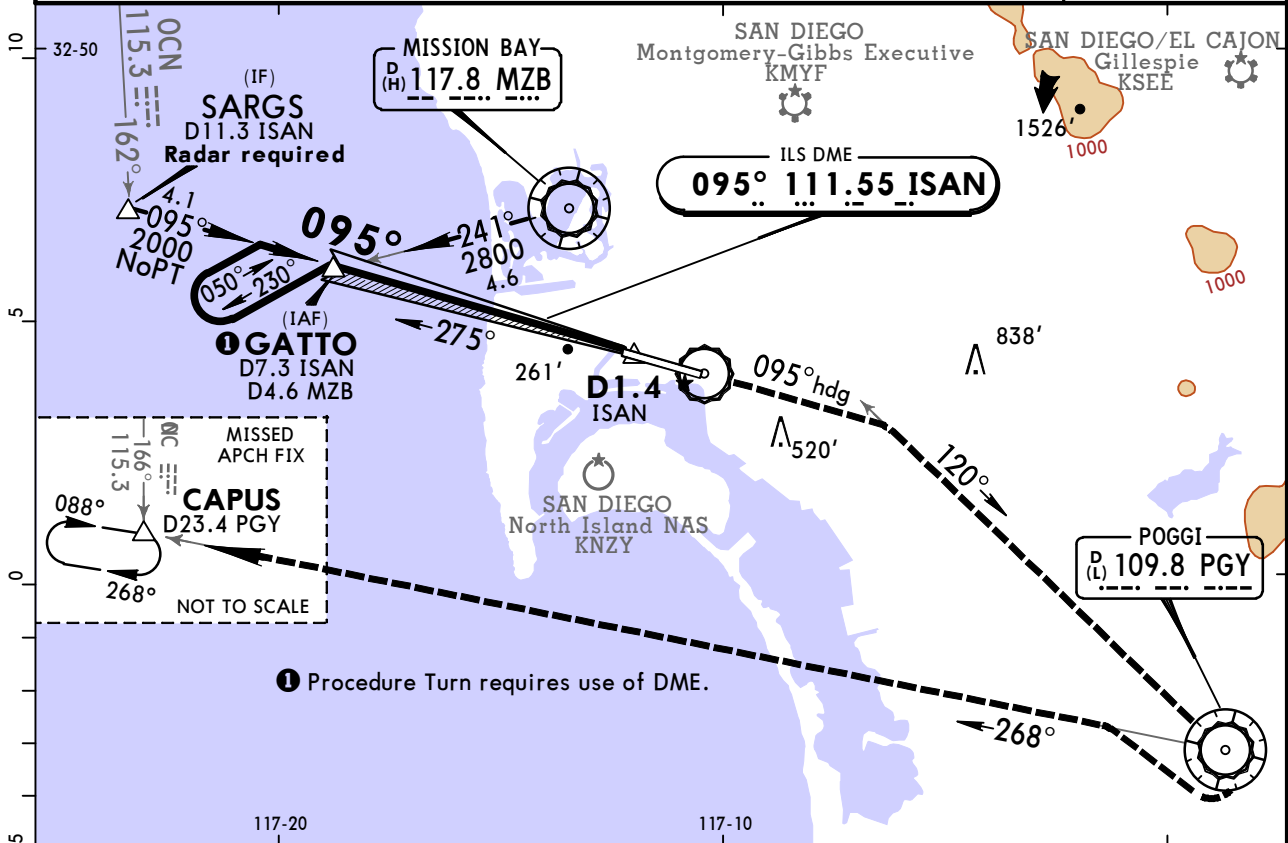 10
32-50
OCN
115.3
162°
(IF)
SARGS
D11.3 ISAN
Radar required
MISSION BAY
D
(H) 117.8 MZB
SAN DIEGO
Montgomery-Gibbs Executive
KMYF
SAN DIEGO/EL CAJON
Gillespie
KSEE
1526'
1000
ILS DME
095° 111.55 ISAN
4.1
095°
2000
NoPT
095°
241°
2800
4.6
050°
230°
1000
5
(IAF)
1 GATTO
D7.3 ISAN
D4.6 MZB
275°
261'
D1.4
ISAN
095° hdg
838'
520'
120°
MISSED
APCH FIX
166°
115.3
CAPUS
D23.4 PGY
088°
268°
NOT TO SCALE
SAN DIEGO
North Island NAS
KNZY
POGGI
D
(L) 109.8 PGY
0
1 Procedure Turn requires use of DME.
268°
117-20
117-10
5